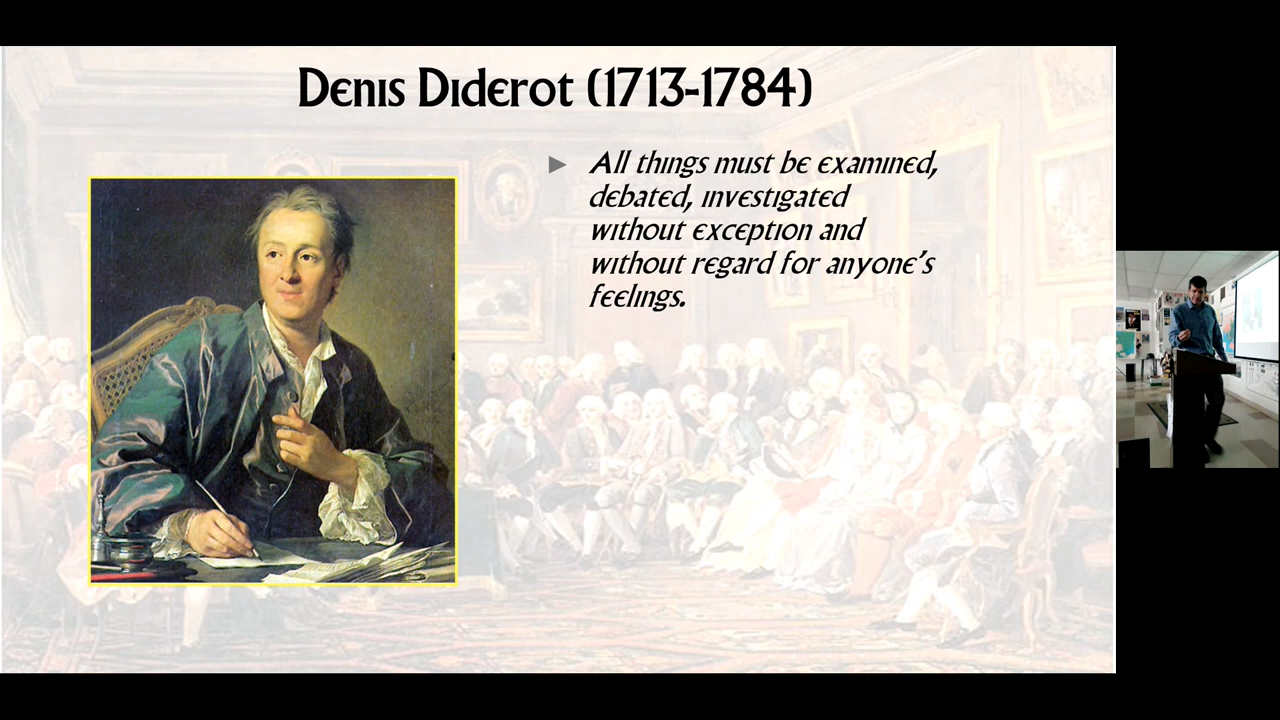 Denis Diderot (1713-1784)
All things must be examined,
debated, investigated
without exception and
without regard for anyone's
feelings.